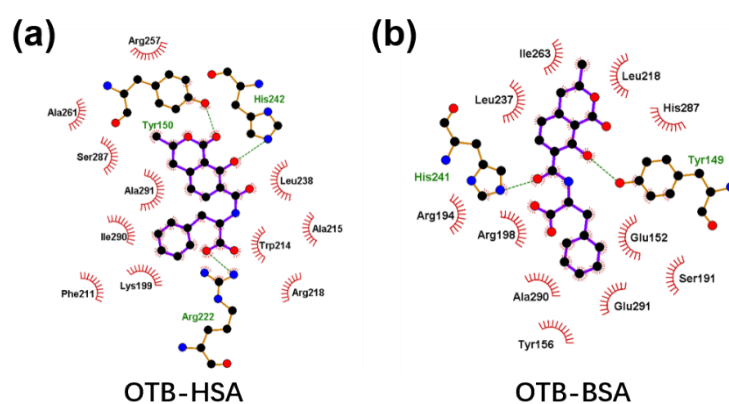 (a)
Arg257
His242
Ala261
Tyr150
Ser287
Ala291
Leu238
Ile290
Ala215
Trp214
Lys199
Phe211
Arg218
Arg222
OTB-HSA
(b)
Ile263
Leu218
Leu237
His287
Tyr149
His241
Arg194
Arg198
Glu152
Ser191
Ala290
Glu291
Tyr156
OTB-BSA